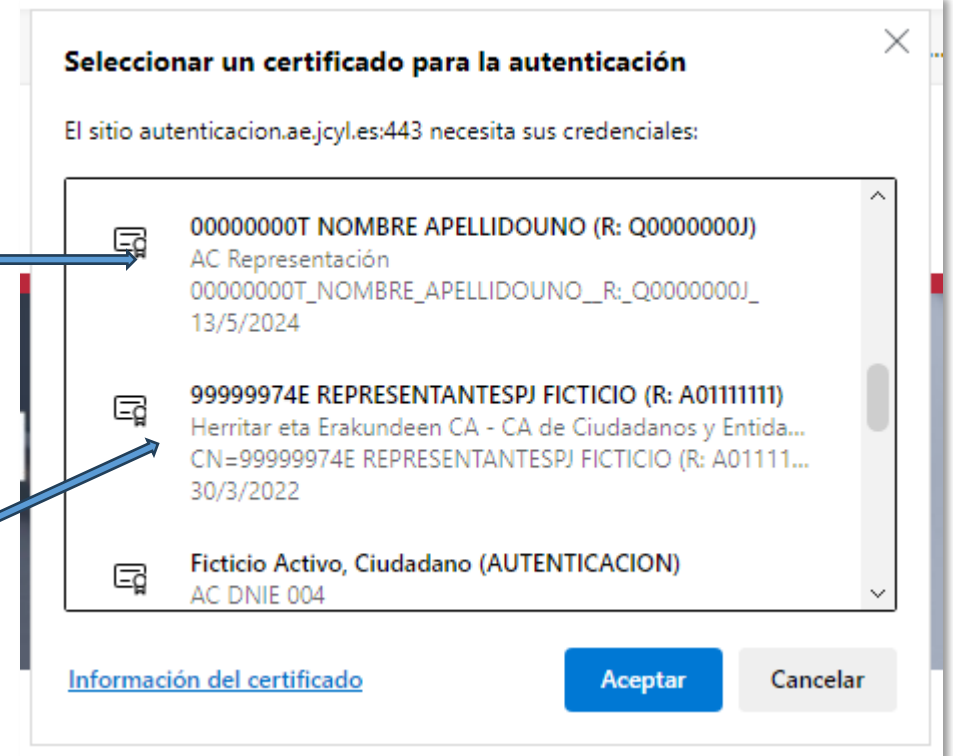 Seleccionar un certificado para la autenticación
El sitio autenticacion.ae.jcyl.es:443 necesita sus credenciales:
00000000T NOMBRE APELLIDOUNO (R: Q0000000J)
AC Representación
00000000T_NOMBRE_APELLIDOUNO__R:_Q0000000J_
13/5/2024
99999974E REPRESENTANTESPJ FICTICIO (R: A01111111)
Herritar eta Erakundeen CA - CA de Ciudadanos y Entida...
CN=99999974E REPRESENTANTESPJ FICTICIO (R: A01111...
30/3/2022
Ficticio Activo, Ciudadano (AUTENTICACION)
AC DNIE 004
Información del certificado
Aceptar
Cancelar